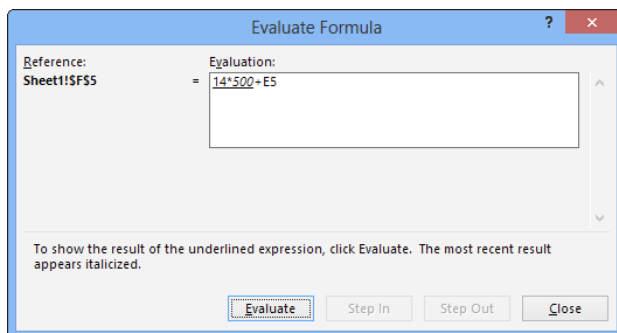 Evaluate Formula
? ×
Reference: Evaluation:
Sheet1!$F$5 = 14*500+E5
To show the result of the underlined expression, click Evaluate. The most recent result
appears italicized.
Evaluate Step In Step Out Close